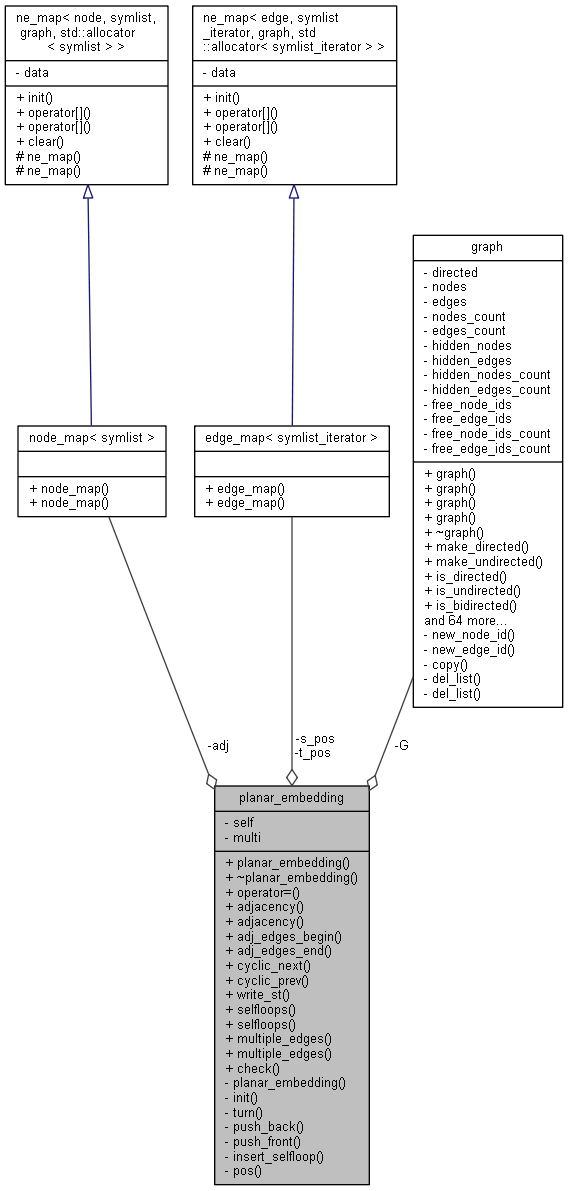 ne_map< node, symlist,
graph, std::allocator
< symlist > >
- data
+ init()
+ operator[]()
+ operator[]()
+ clear()
# ne_map()
# ne_map()
ne_map< edge, symlist
_iterator, graph, std
::allocator< symlist_iterator > >
- data
+ init()
+ operator[]()
+ operator[]()
+ clear()
# ne_map()
# ne_map()
graph
- directed
- nodes
- edges
- nodes_count
- edges_count
- hidden_nodes
- hidden_edges
- hidden_nodes_count
- hidden_edges_count
- free_node_ids
- free_edge_ids
- free_node_ids_count
- free_edge_ids_count
+ graph()
+ graph()
+ graph()
+ graph()
+ ~graph()
+ make_directed()
+ make_undirected()
+ is_directed()
+ is_undirected()
+ is_bidirected()
and 64 more...
- new_node_id()
- new_edge_id()
- copy()
- del_list()
- del_list()
node_map< symlist >
+ node_map()
+ node_map()
edge_map< symlist_iterator >
+ edge_map()
+ edge_map()
-adj
-s_pos
-t_pos
-G
planar_embedding
- self
- multi
+ planar_embedding()
+ ~planar_embedding()
+ operator=()
+ adjacency()
+ adjacency()
+ adj_edges_begin()
+ adj_edges_end()
+ cyclic_next()
+ cyclic_prev()
+ write_st()
+ selfloops()
+ selfloops()
+ multiple_edges()
+ multiple_edges()
+ check()
- planar_embedding()
- init()
- turn()
- push_back()
- push_front()
- insert_selfloop()
- pos()